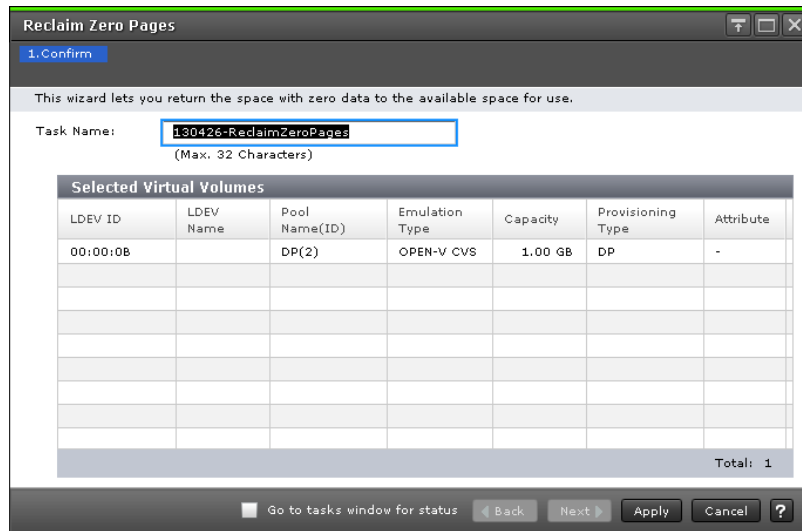 Reclaim Zero Pages
1.Confirm
This wizard lets you return the space with zero data to the available space for use.
Task Name: 130426-ReclaimZeroPages
(Max. 32 Characters)
Selected Virtual Volumes
LDEV ID LDEV Name Pool Name(ID) Emulation Type Capacity Provisioning Type Attribute
00:00:0B DP(2) OPEN-V CVS 1.00 GB DP -
Total: 1
Go to tasks window for status Back Next Apply Cancel ?